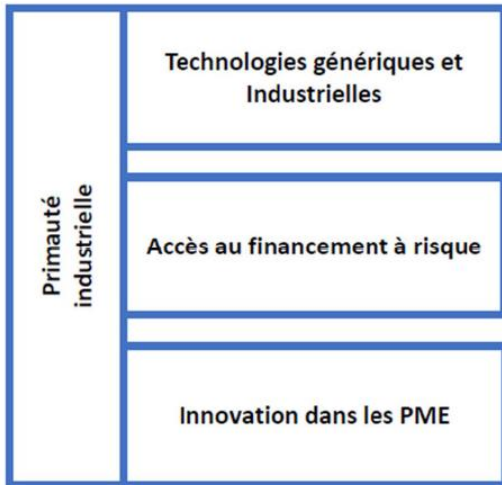 Primauté
industrielle
Technologies génériques et
Industrielles
Accès au financement à risque
Innovation dans les PME